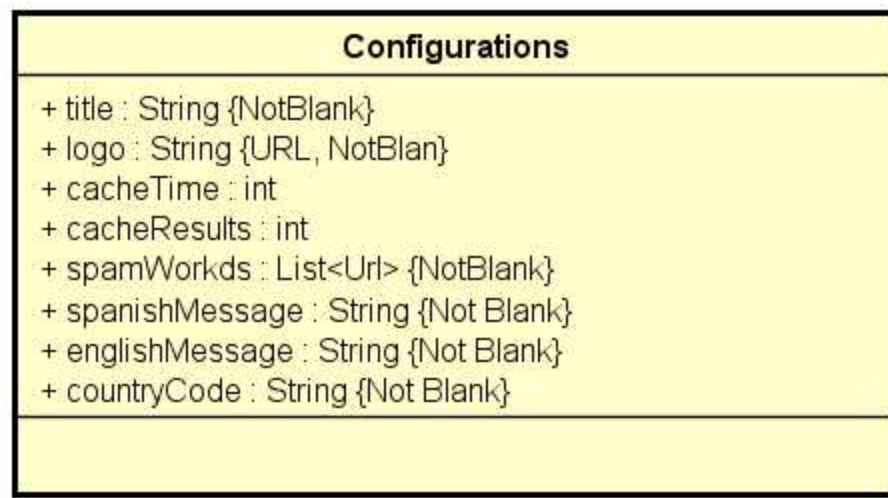 Configurations
+ title : String {NotBlank}
+ logo : String {URL, NotBlan}
+ cacheTime : int
+ cacheResults : int
+ spamWorkds : List<Url> {NotBlank}
+ spanishMessage : String {Not Blank}
+ englishMessage : String {Not Blank}
+ countryCode : String {Not Blank}